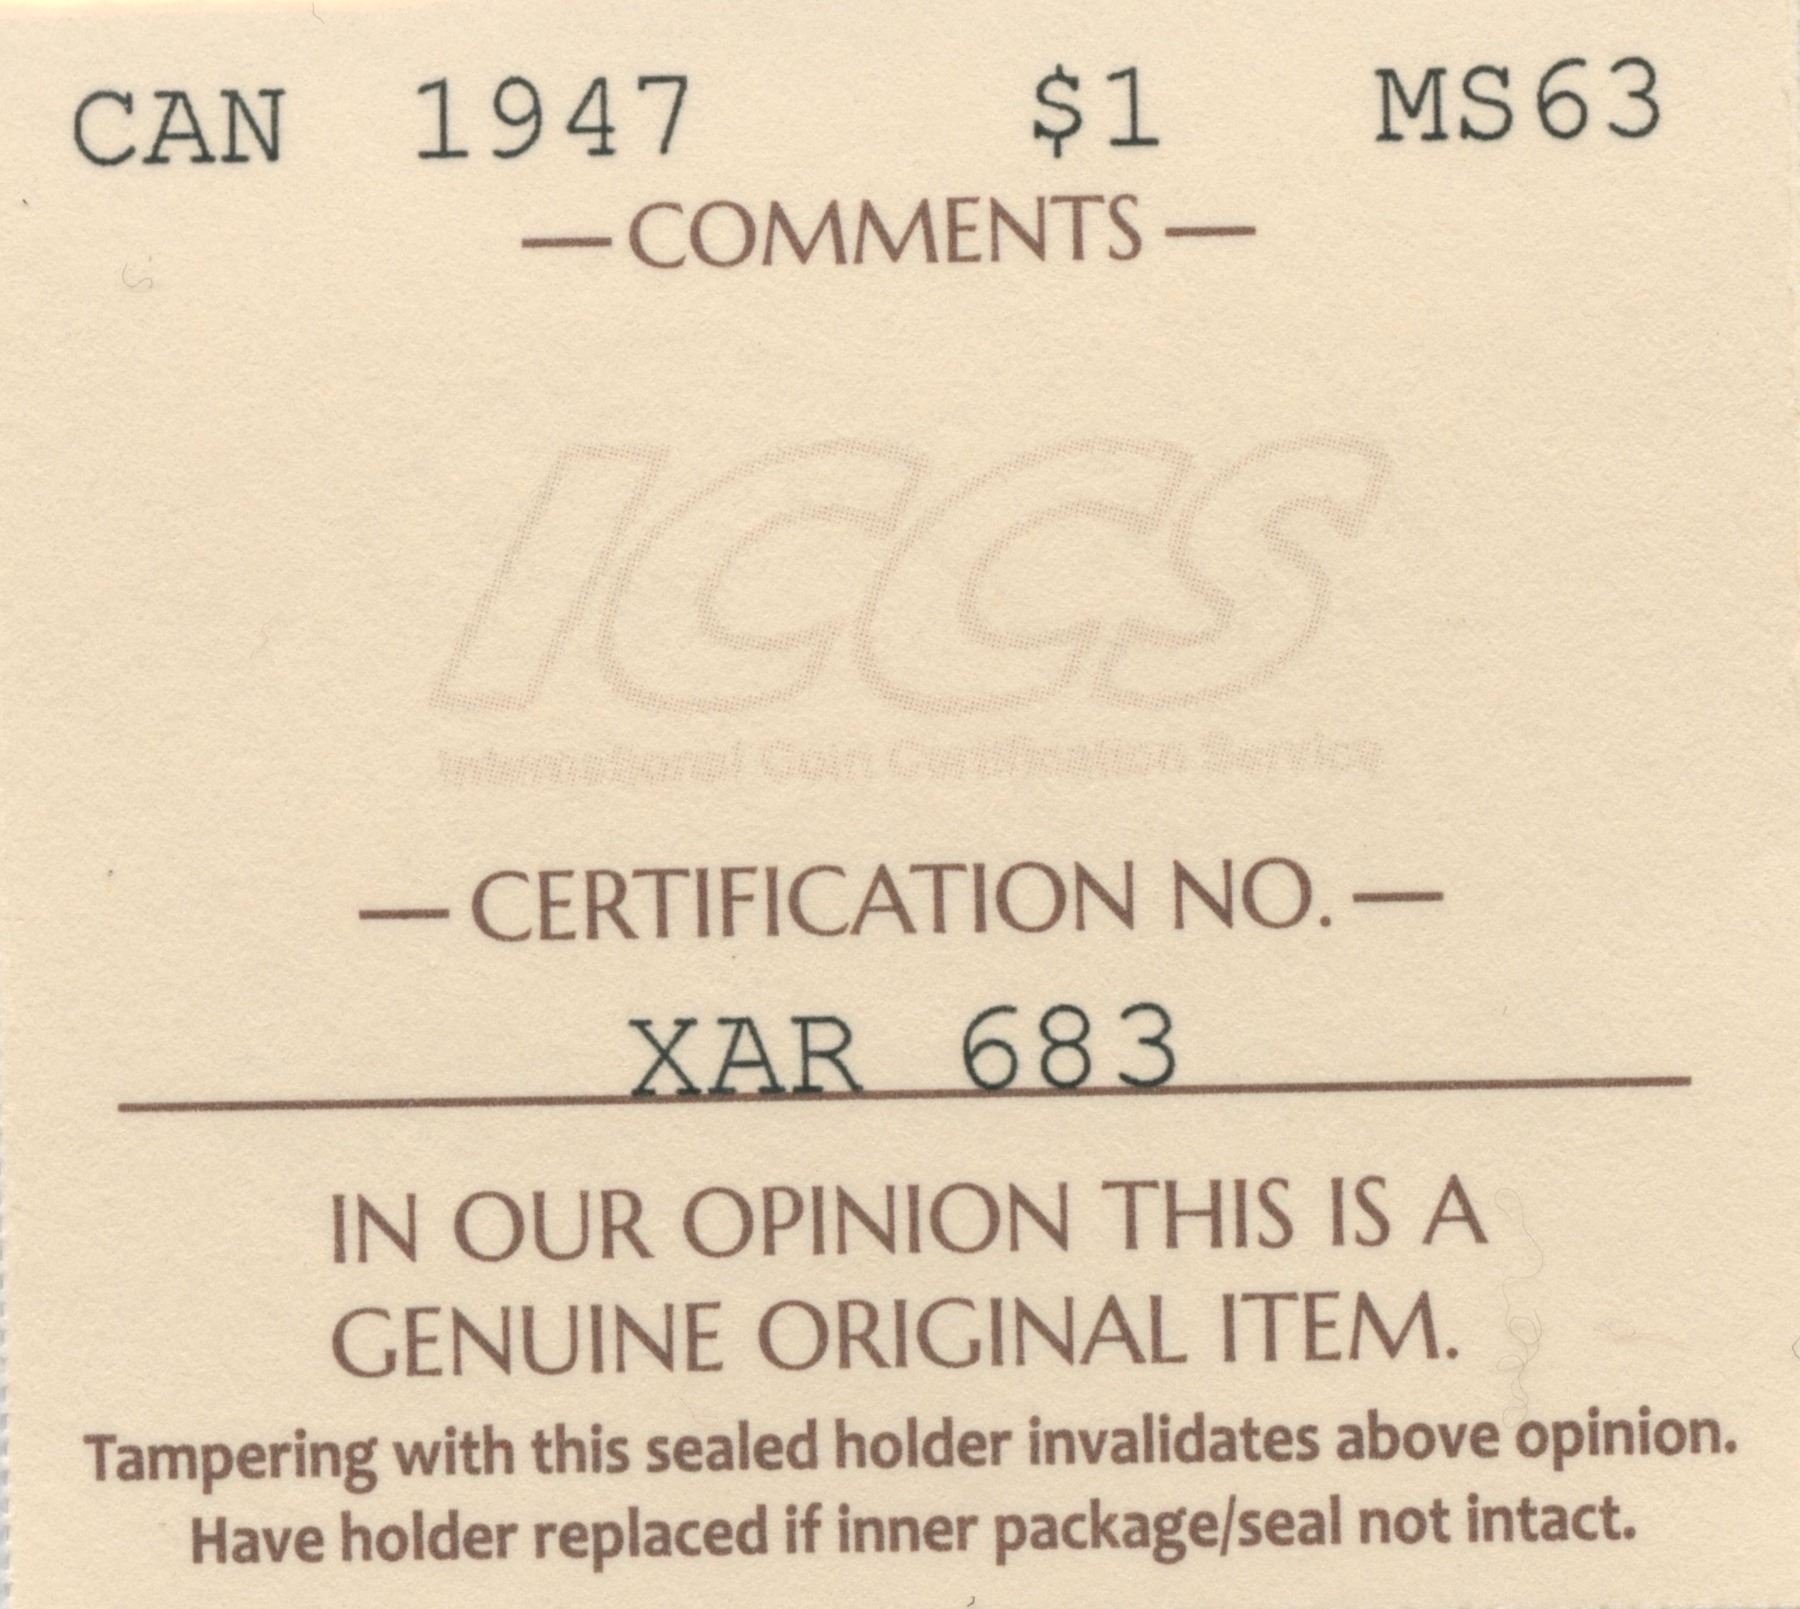 CAN 1947 $1 MS63
—COMMENTS—
ICCS
International Coin Certification Service
—CERTIFICATION NO.—
XAR 683
IN OUR OPINION THIS IS A
GENUINE ORIGINAL ITEM.
Tampering with this sealed holder invalidates above opinion.
Have holder replaced if inner package/seal not intact.